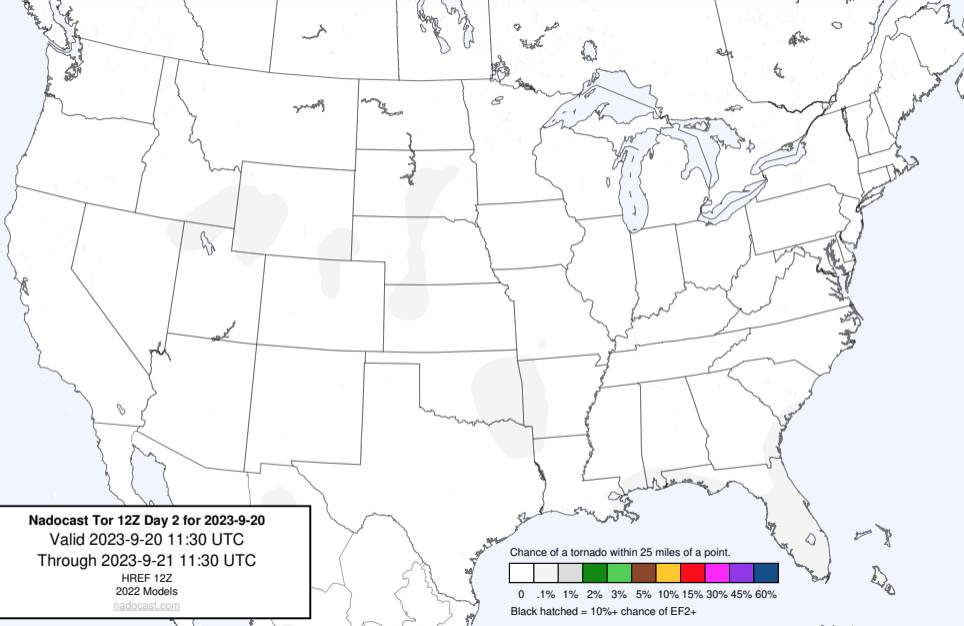 Nadocast Tor 12Z Day 2 for 2023-9-20
Valid 2023-9-20 11:30 UTC
Through 2023-9-21 11:30 UTC
HREF 12Z
2022 Models
nadocast.com
Chance of a tornado within 25 miles of a point.
0 .1% 1% 2% 3% 5% 10% 15% 30% 45% 60%
Black hatched = 10%+ chance of EF2+